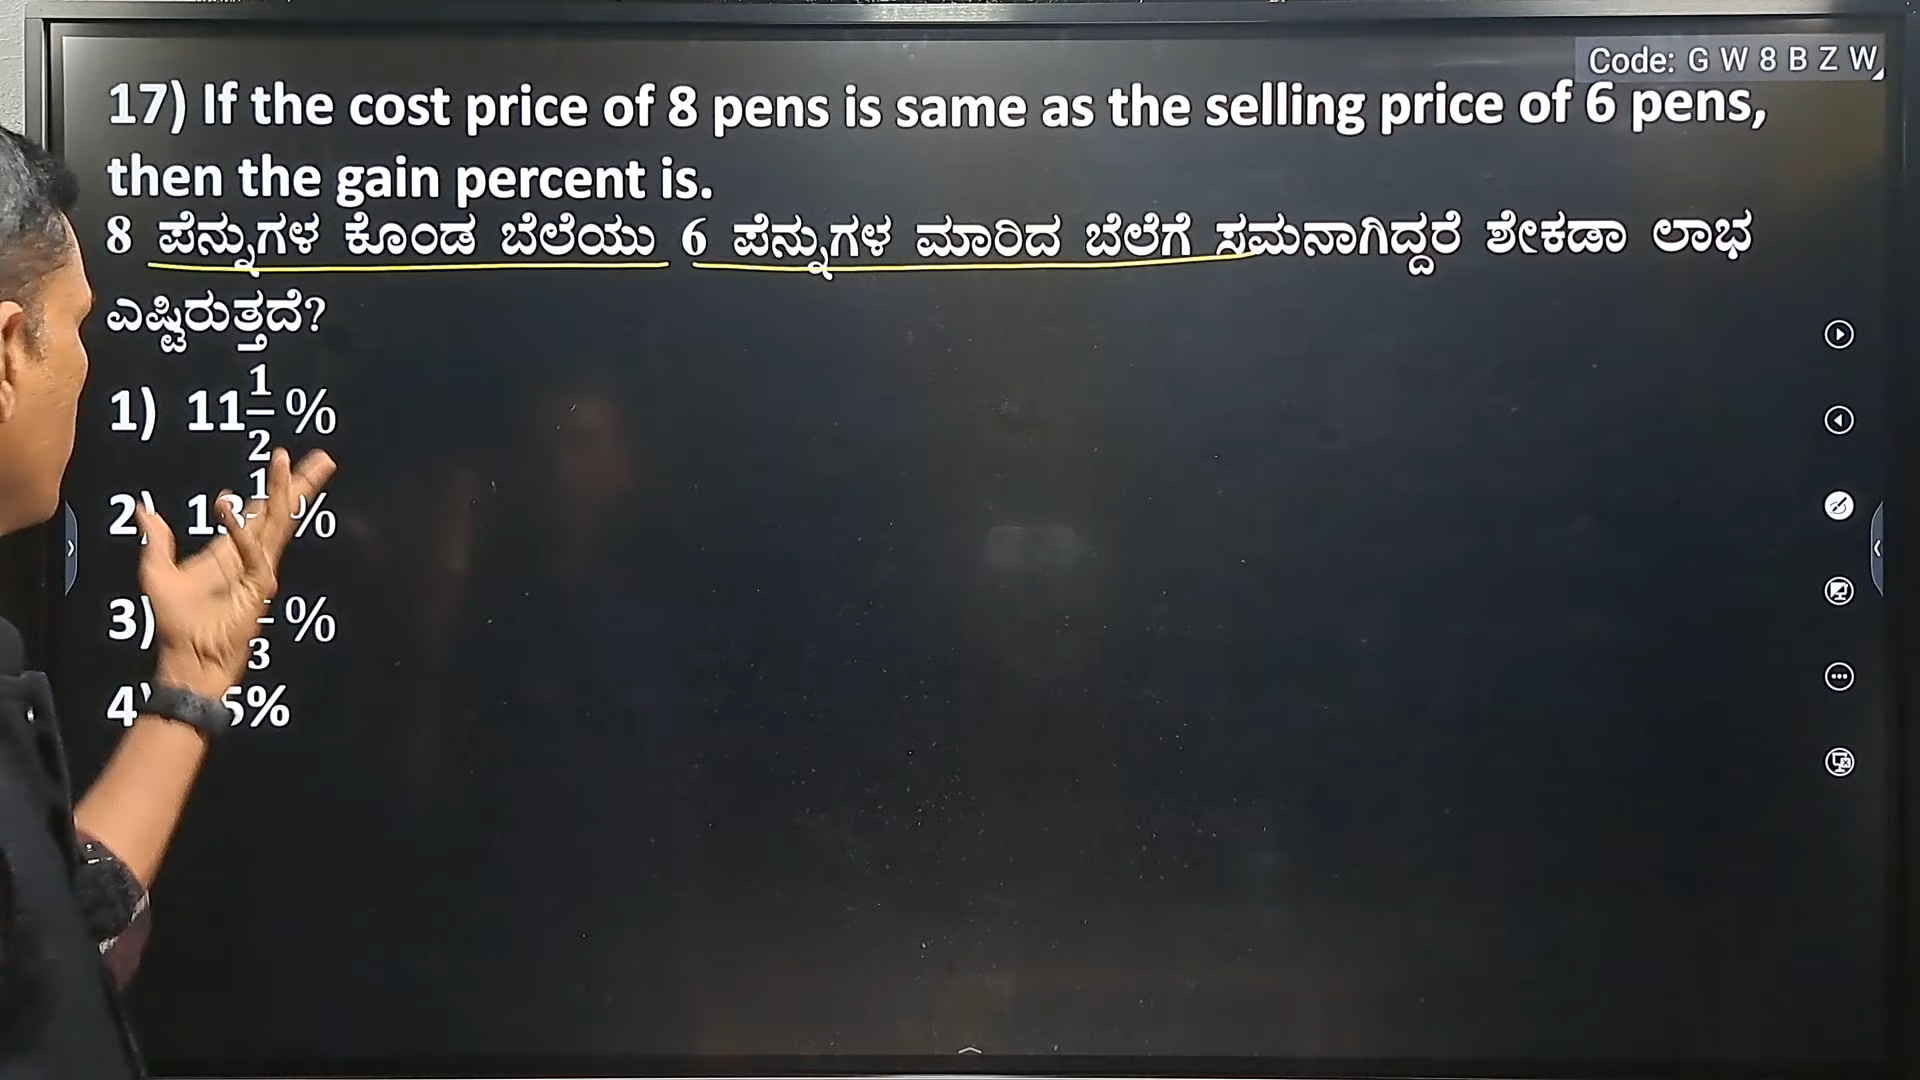 Code: G W 8 B Z W
17) If the cost price of 8 pens is same as the selling price of 6 pens,
then the gain percent is.
8 ಪೆನ್ನುಗಳ ಕೊಂಡ ಬೆಲೆಯು 6 ಪೆನ್ನುಗಳ ಮಾರಿದ ಬೆಲೆಗೆ ಸಮನಾಗಿದ್ದರೆ ಶೇಕಡಾ ಲಾಭ
ಎಷ್ಟಿರುತ್ತದೆ?
1) 11 1/2 %
2) %
3) %
4)